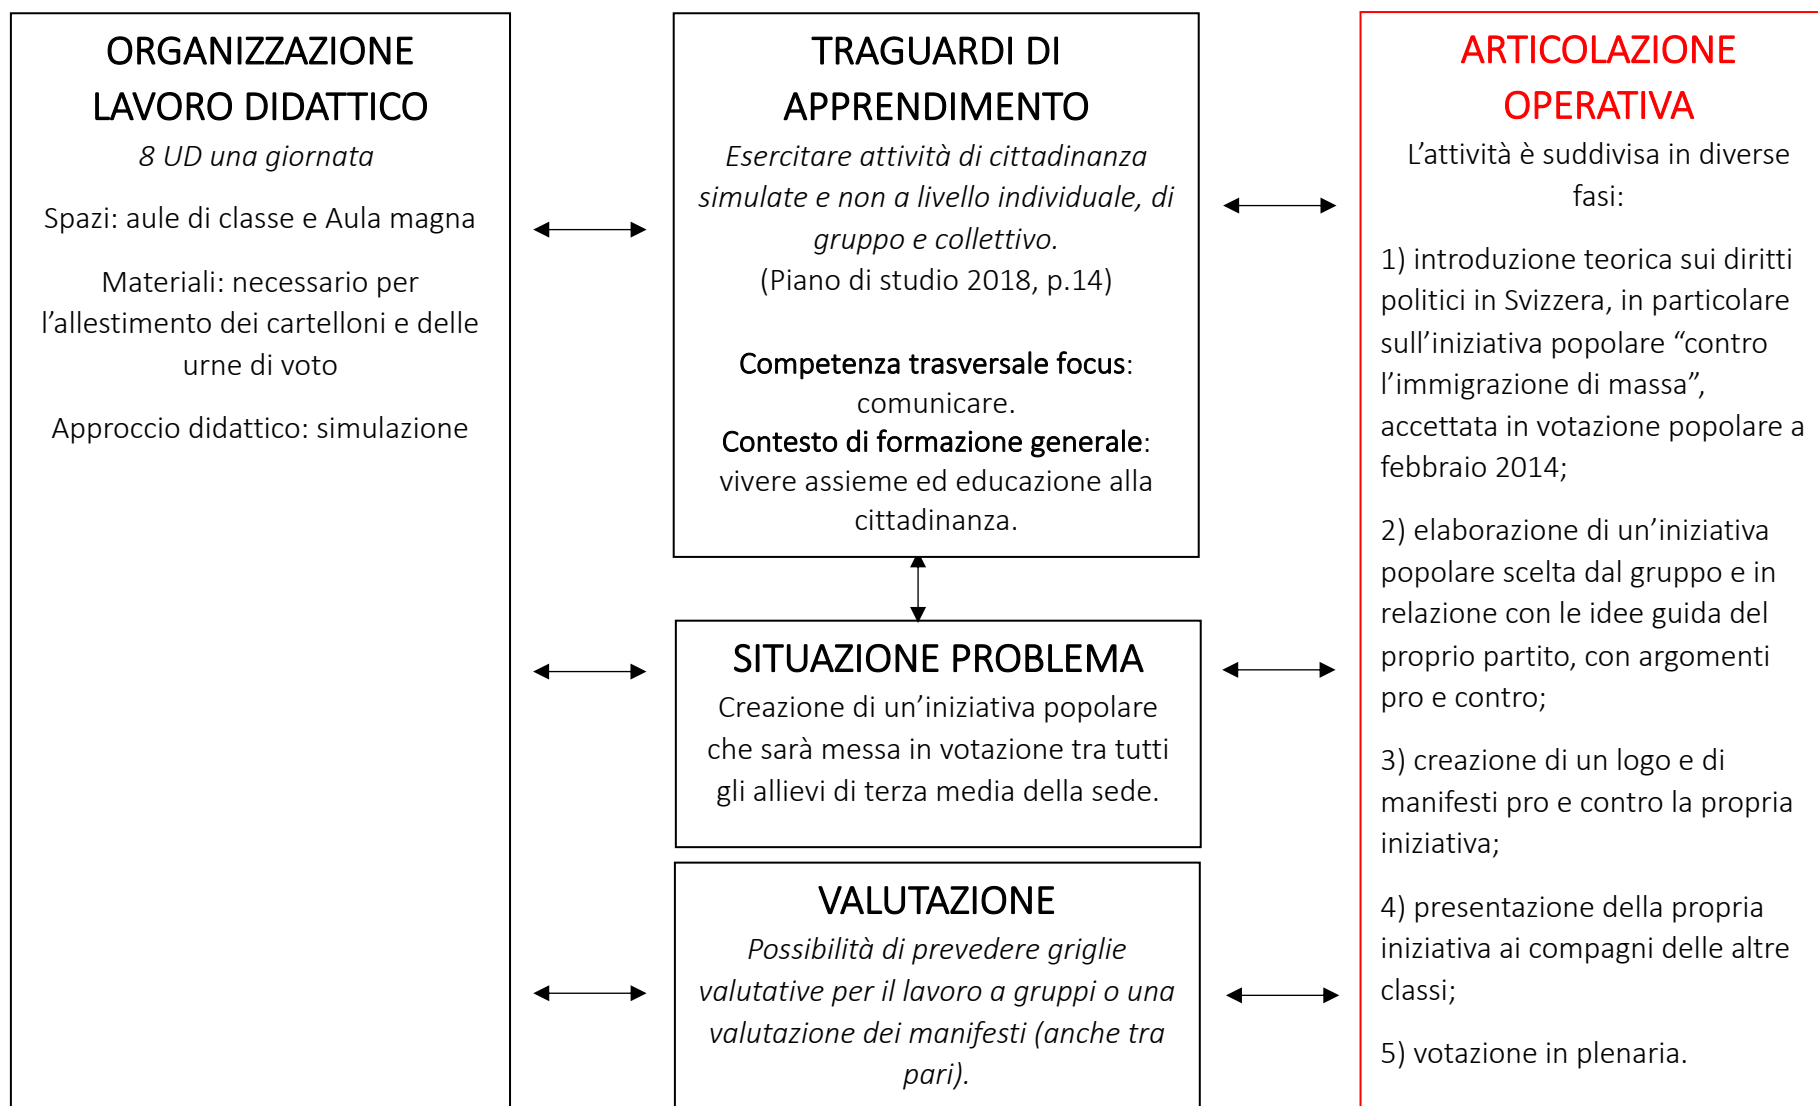 ORGANIZZAZIONE
LAVORO DIDATTICO
8 UD una giornata
Spazi: aule di classe e Aula magna
Materiali: necessario per
l’allestimento dei cartelloni e delle
urne di voto
Approccio didattico: simulazione
TRAGUARDI DI
APPRENDIMENTO
Esercitare attività di cittadinanza
simulate e non a livello individuale, di
gruppo e collettivo.
(Piano di studio 2018, p.14)
Competenza trasversale focus:
comunicare.
Contesto di formazione generale:
vivere assieme ed educazione alla
cittadinanza.
SITUAZIONE PROBLEMA
Creazione di un’iniziativa popolare
che sarà messa in votazione tra tutti
gli allievi di terza media della sede.
VALUTAZIONE
Possibilità di prevedere griglie
valutative per il lavoro a gruppi o una
valutazione dei manifesti (anche tra
pari).
ARTICOLAZIONE
OPERATIVA
L’attività è suddivisa in diverse
fasi:
1) introduzione teorica sui diritti
politici in Svizzera, in particolare
sull’iniziativa popolare “contro
l’immigrazione di massa”,
accettata in votazione popolare a
febbraio 2014;
2) elaborazione di un’iniziativa
popolare scelta dal gruppo e in
relazione con le idee guida del
proprio partito, con argomenti
pro e contro;
3) creazione di un logo e di
manifesti pro e contro la propria
iniziativa;
4) presentazione della propria
iniziativa ai compagni delle altre
classi;
5) votazione in plenaria.